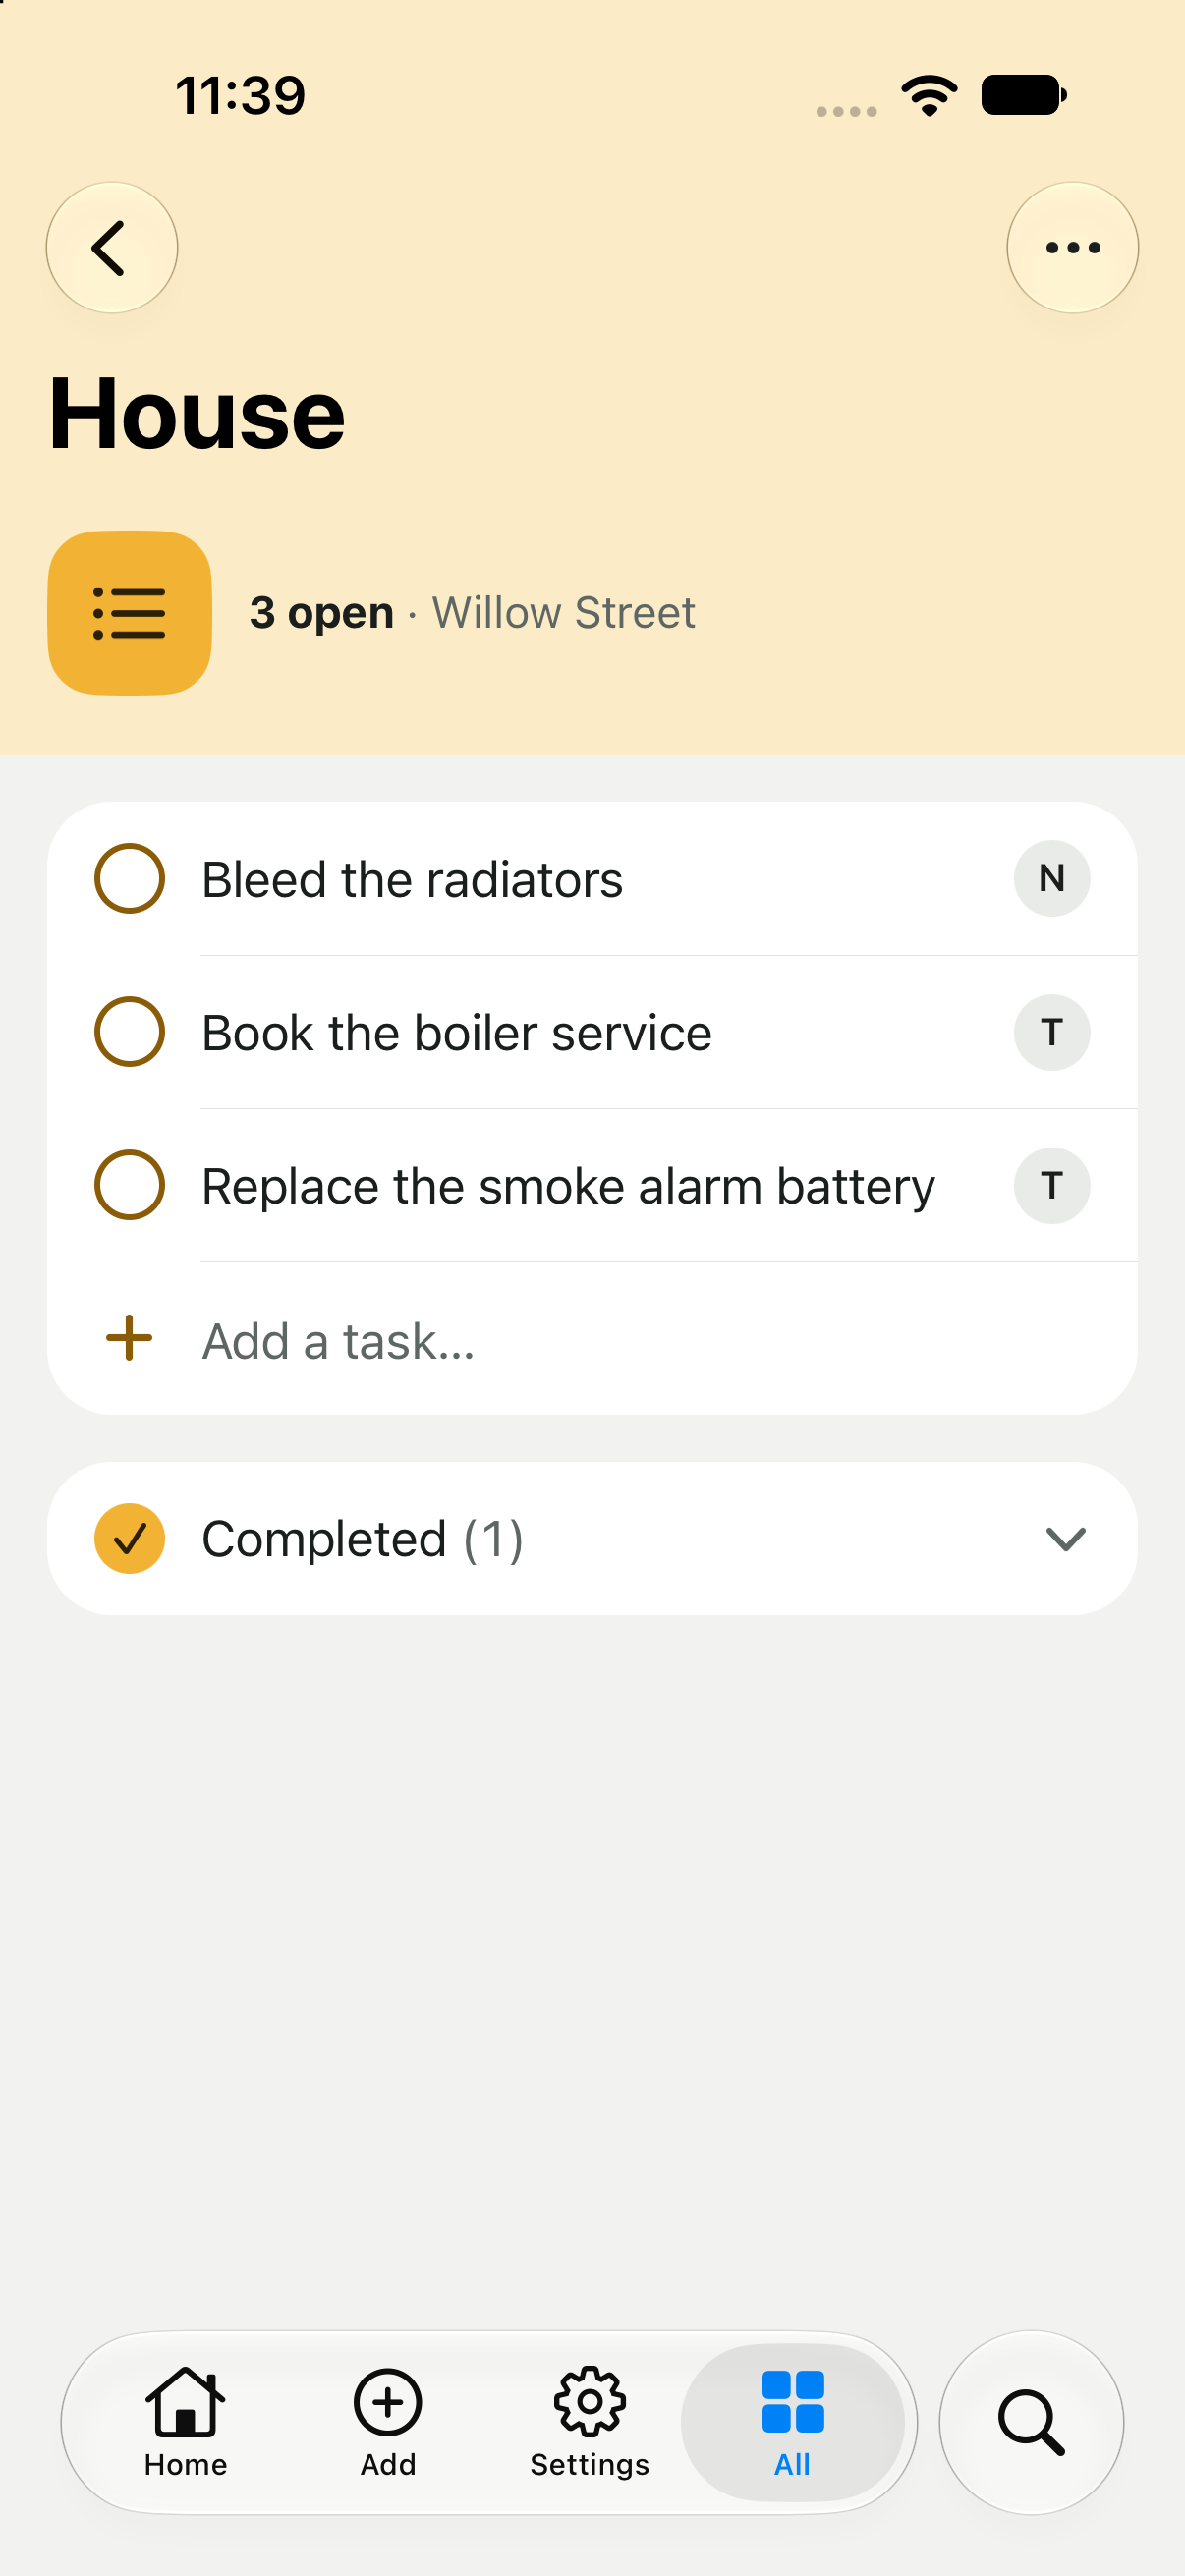 11:39
House
3 open · Willow Street
Bleed the radiators N
Book the boiler service T
Replace the smoke alarm battery T
Add a task...
Completed (1)
Home Add Settings All